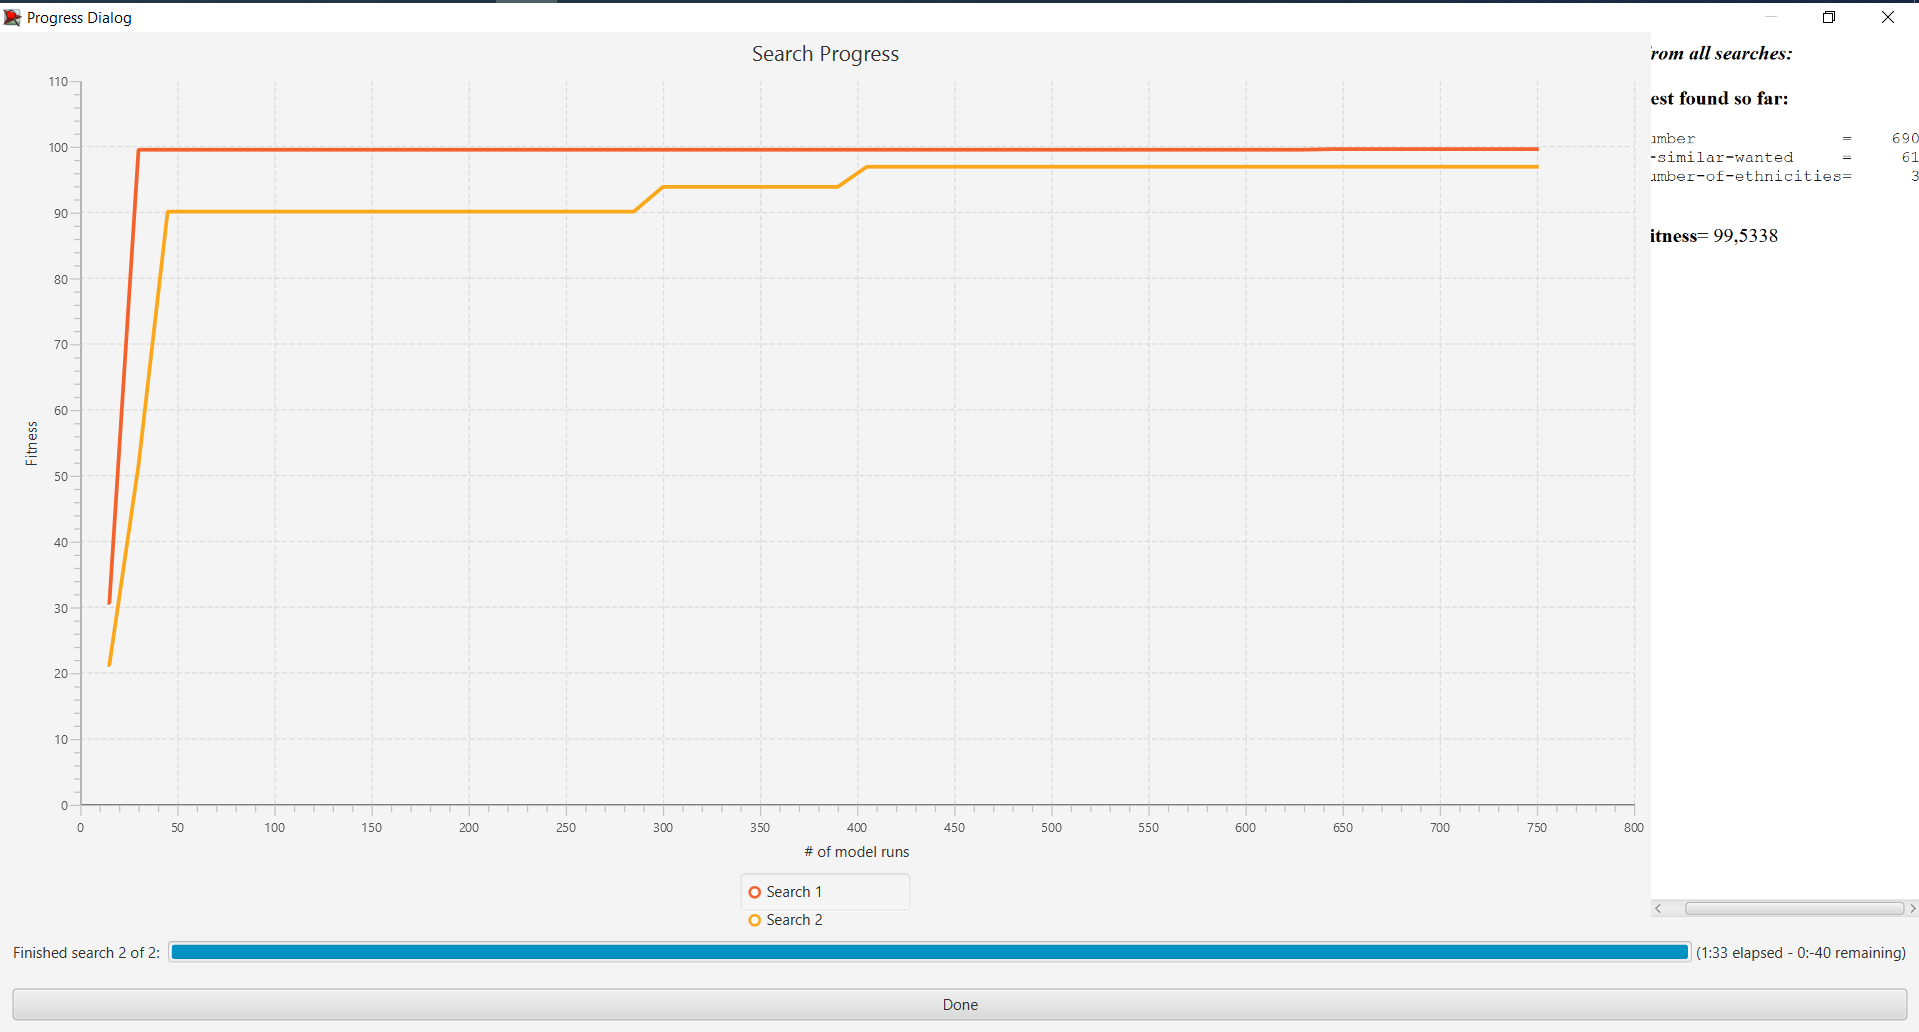 Progress Dialog
Search Progress
110
100
90
80
70
60
50
40
30
20
10
0
Fitness
0 50 100 150 200 250 300 350 400 450 500 550 600 650 700 750 800
# of model runs
Search 1
Search 2
rom all searches:
est found so far:
umber = 690
-similar-wanted = 61
umber-of-ethnicities= 3
itness= 99,5338
Finished search 2 of 2:
(1:33 elapsed - 0:-40 remaining)
Done